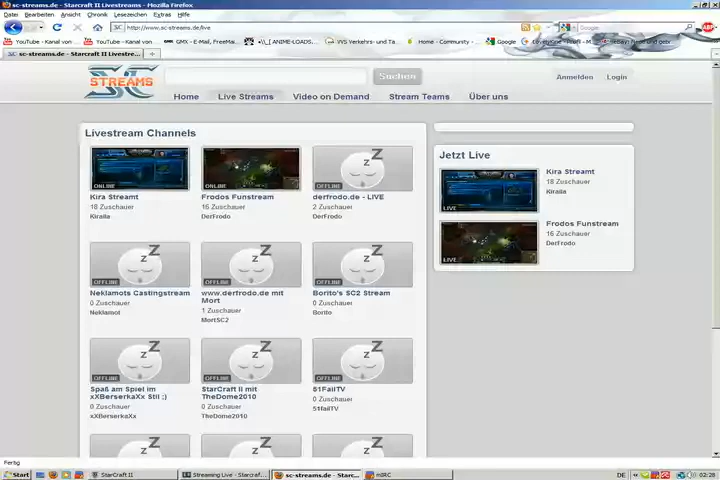 sc-streams.de - Starcraft II Livestreams - Mozilla Firefox
Datei Bearbeiten Ansicht Chronik Lesezeichen Extras Hilfe
http://www.sc-streams.de/live
Google
YouTube - Kanal von ... YouTube - Kanal von ... GMX - E-Mail, FreeMai... VVS Verkehrs- und Ta... Home - Community ... Google
sc-streams.de - Starcraft II Livestre...
SC STREAMS
Suchen
Anmelden Login
Home Live Streams Video on Demand Stream Teams Über uns
Livestream Channels
ONLINE
Kira Streamt
18 Zuschauer
Kiralia
ONLINE
Frodos Funstream
16 Zuschauer
DerFrodo
OFFLINE
derfrodo.de - LIVE
2 Zuschauer
DerFrodo
OFFLINE
Neklamots Castingstream
0 Zuschauer
Neklamot
OFFLINE
www.derfrodo.de mit
Mort
1 Zuschauer
MortSC2
OFFLINE
Borito's SC2 Stream
0 Zuschauer
Borito
OFFLINE
Spaß am Spiel im
xXBerserkaXx Stil ;)
0 Zuschauer
xXBerserkaXx
OFFLINE
StarCraft II mit
TheDome2010
0 Zuschauer
TheDome2010
OFFLINE
51FailTV
0 Zuschauer
51failTV
Jetzt Live
LIVE
Kira Streamt
18 Zuschauer
Kiralia
LIVE
Frodos Funstream
16 Zuschauer
DerFrodo
Fertig
Start StarCraft II Streaming Live - Starcraf... sc-streams.de - Starc... mIRC DE 02:28